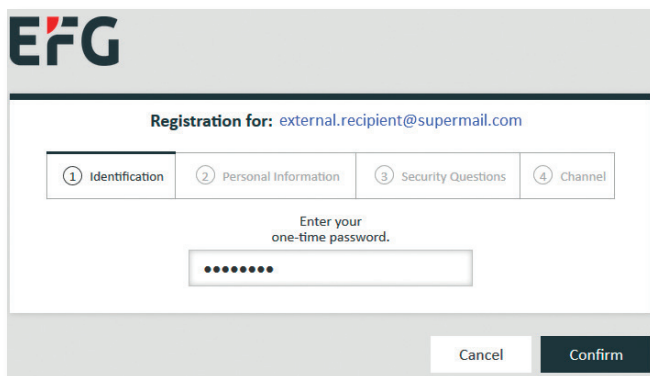 EFG
Registration for: external.recipient@supermail.com
1 Identification 2 Personal Information 3 Security Questions 4 Channel
Enter your
one-time password.
••••••••
Cancel Confirm